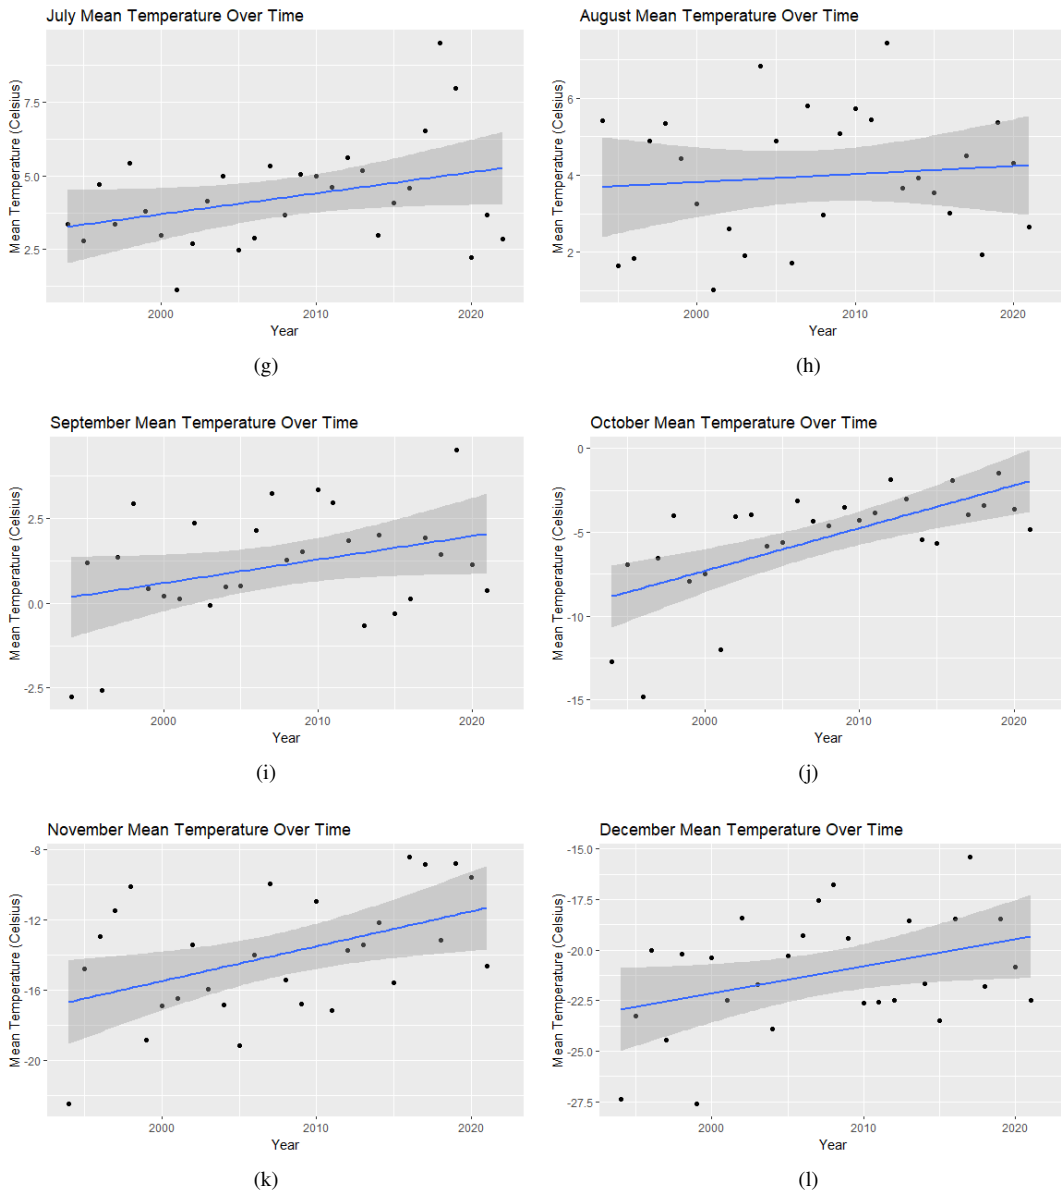 July Mean Temperature Over Time
Mean Temperature (Celsius)
7.5
5.0
2.5
2000 2010 2020
Year
(g)
August Mean Temperature Over Time
Mean Temperature (Celsius)
6
4
2
2000 2010 2020
Year
(h)
September Mean Temperature Over Time
Mean Temperature (Celsius)
2.5
0.0
-2.5
2000 2010 2020
Year
(i)
October Mean Temperature Over Time
Mean Temperature (Celsius)
0
-5
-10
-15
2000 2010 2020
Year
(j)
November Mean Temperature Over Time
Mean Temperature (Celsius)
-8
-12
-16
-20
2000 2010 2020
Year
(k)
December Mean Temperature Over Time
Mean Temperature (Celsius)
-15.0
-17.5
-20.0
-22.5
-25.0
-27.5
2000 2010 2020
Year
(l)